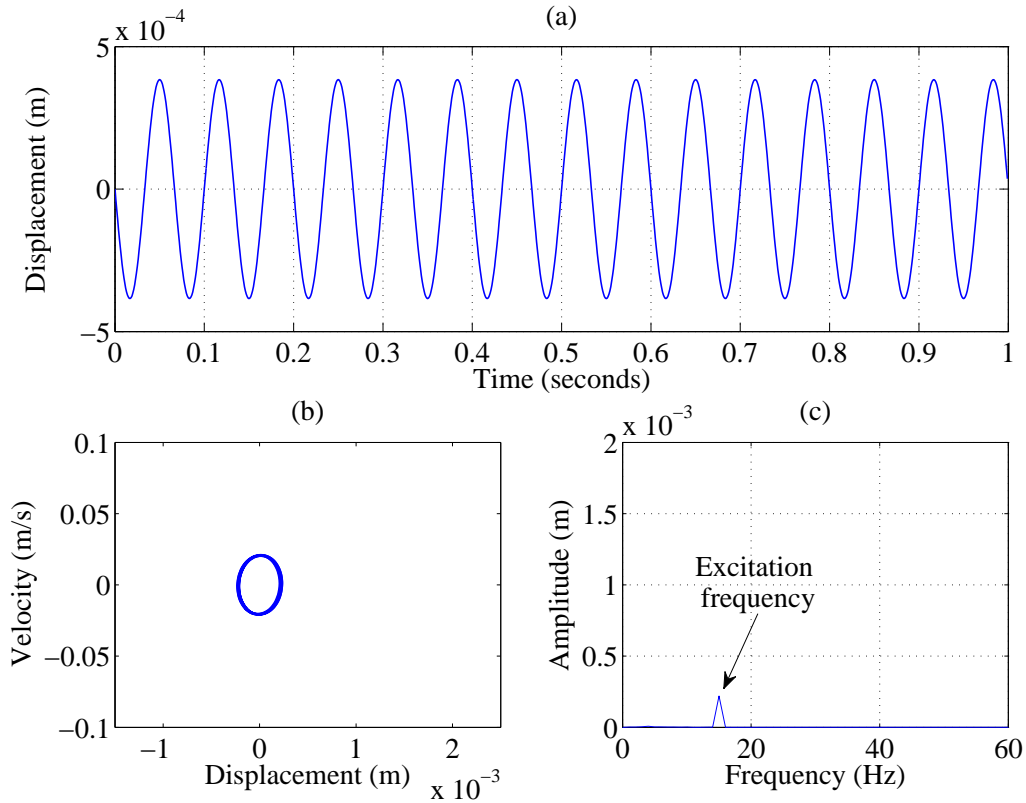 (a)
x 10⁻⁴
5
0
−5
Displacement (m)
0 0.1 0.2 0.3 0.4 0.5 0.6 0.7 0.8 0.9 1
Time (seconds)
(b)
0.1
0.05
0
−0.05
−0.1
Velocity (m/s)
−1 0 1 2
Displacement (m)
x 10⁻³
(c)
x 10⁻³
2
1.5
1
0.5
0
Amplitude (m)
Excitation
frequency
0 20 40 60
Frequency (Hz)